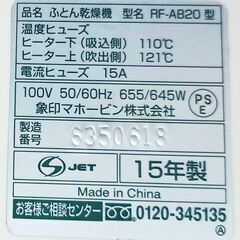 品名 ふとん乾燥機 型名 RF-AB20 型
温度ヒューズ
ヒーター下（吸込側） 110℃
ヒーター上（吹出側） 121℃
電流ヒューズ 15A
100V 50/60Hz 655/645W
象印マホービン株式会社
PS
E
製造
番号 6350618
S JET 15年製
Made in China
お客様ご相談センター 0120-345135